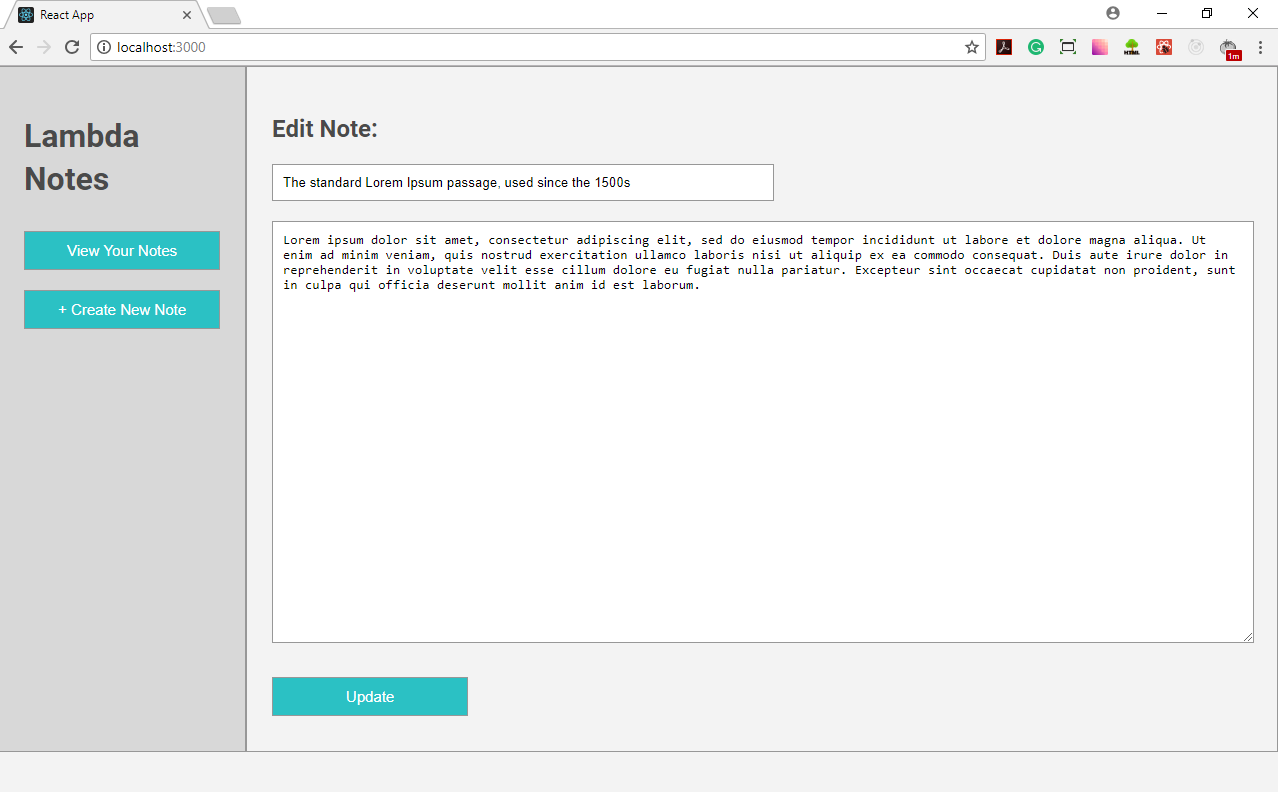 React App
localhost:3000
HTML
1m
Lambda
Notes
View Your Notes
+ Create New Note
Edit Note:
The standard Lorem Ipsum passage, used since the 1500s
Lorem ipsum dolor sit amet, consectetur adipiscing elit, sed do eiusmod tempor incididunt ut labore et dolore magna aliqua. Ut
enim ad minim veniam, quis nostrud exercitation ullamco laboris nisi ut aliquip ex ea commodo consequat. Duis aute irure dolor in
reprehenderit in voluptate velit esse cillum dolore eu fugiat nulla pariatur. Excepteur sint occaecat cupidatat non proident, sunt
in culpa qui officia deserunt mollit anim id est laborum.
Update